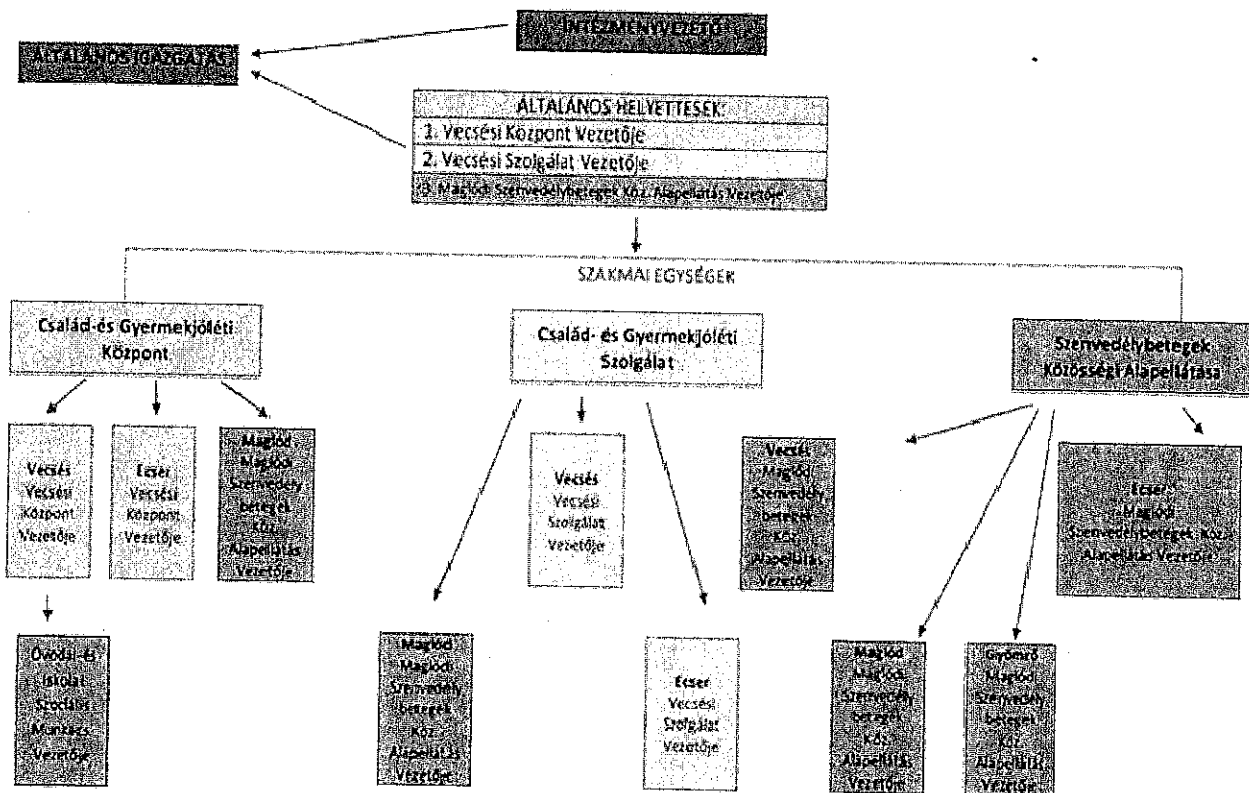 INTÉZMÉNYVEZETŐ
ÁLTALÁNOS IGAZGATÁS
ÁLTALÁNOS HELYETTESEK:
1. Vecsési Központ Vezetője
2. Vecsési Szolgálat Vezetője
3. Maglódi Szenvedélybetegek Köz. Alapellátás Vezetője
SZAKMAI EGYSÉGEK
Család-és Gyermekjóléti
Központ
Család- és Gyermekjóléti
Szolgálat
Szenvedélybetegek
Közösségi Alapellátása
Vecsés
Vecsési
Központ
Vezetője
Ecser
Vecsési
Központ
Vezetője
Maglód
Maglódi
Szenvedély
betegek
Köz.
Alapellátás
Vezetője
Vecsés
Vecsési
Szolgálat
Vezetője
Vecsés
Maglódi
Szenvedély
betegek
Köz.
Alapellátás
Vezetője
Ecser
Maglódi
Szenvedélybetegek Köz.
Alapellátás Vezetője
Óvodai-és
Iskolai
Szociális
Munkács.
Vezetője
Maglód
Maglódi
Szenvedély
betegek
Köz.
Alapellátás
Vezetője
Ecser
Vecsési
Szolgálat
Vezetője
Maglód
Maglódi
Szenvedély
betegek
Köz.
Alapellátás
Vezetője
Gyömrő
Maglódi
Szenvedély
betegek
Köz.
Alapellátás
Vezetője